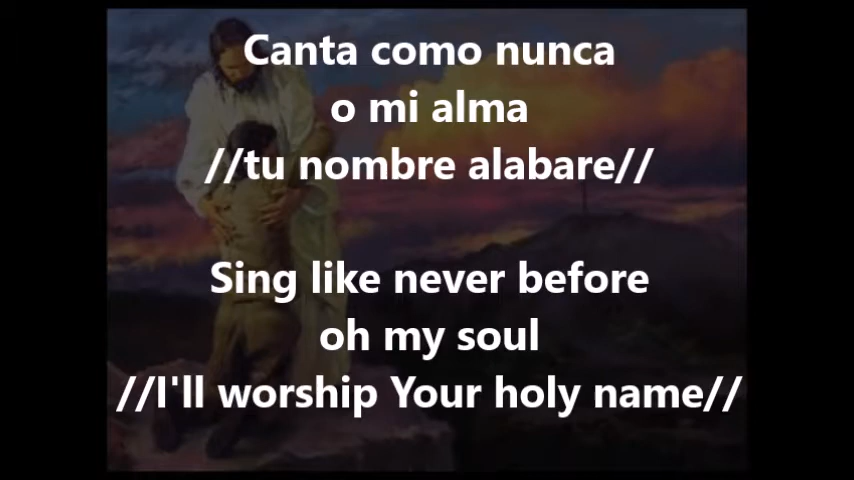 Canta como nunca
o mi alma
//tu nombre alabare//
Sing like never before
oh my soul
//I'll worship Your holy name//